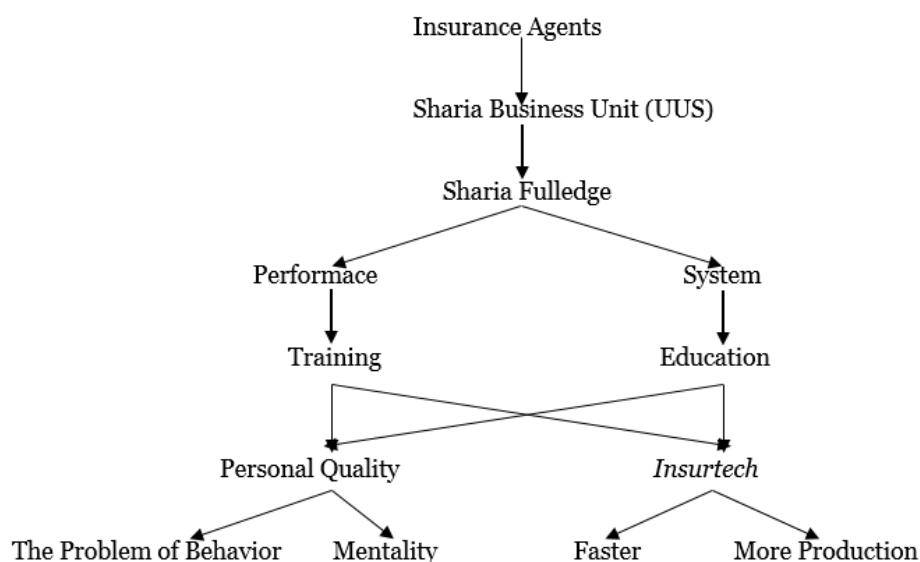 Insurance Agents
Sharia Business Unit (UUS)
Sharia Fulledge
Performace
System
Training
Education
Personal Quality
Insurtech
The Problem of Behavior
Mentality
Faster
More Production